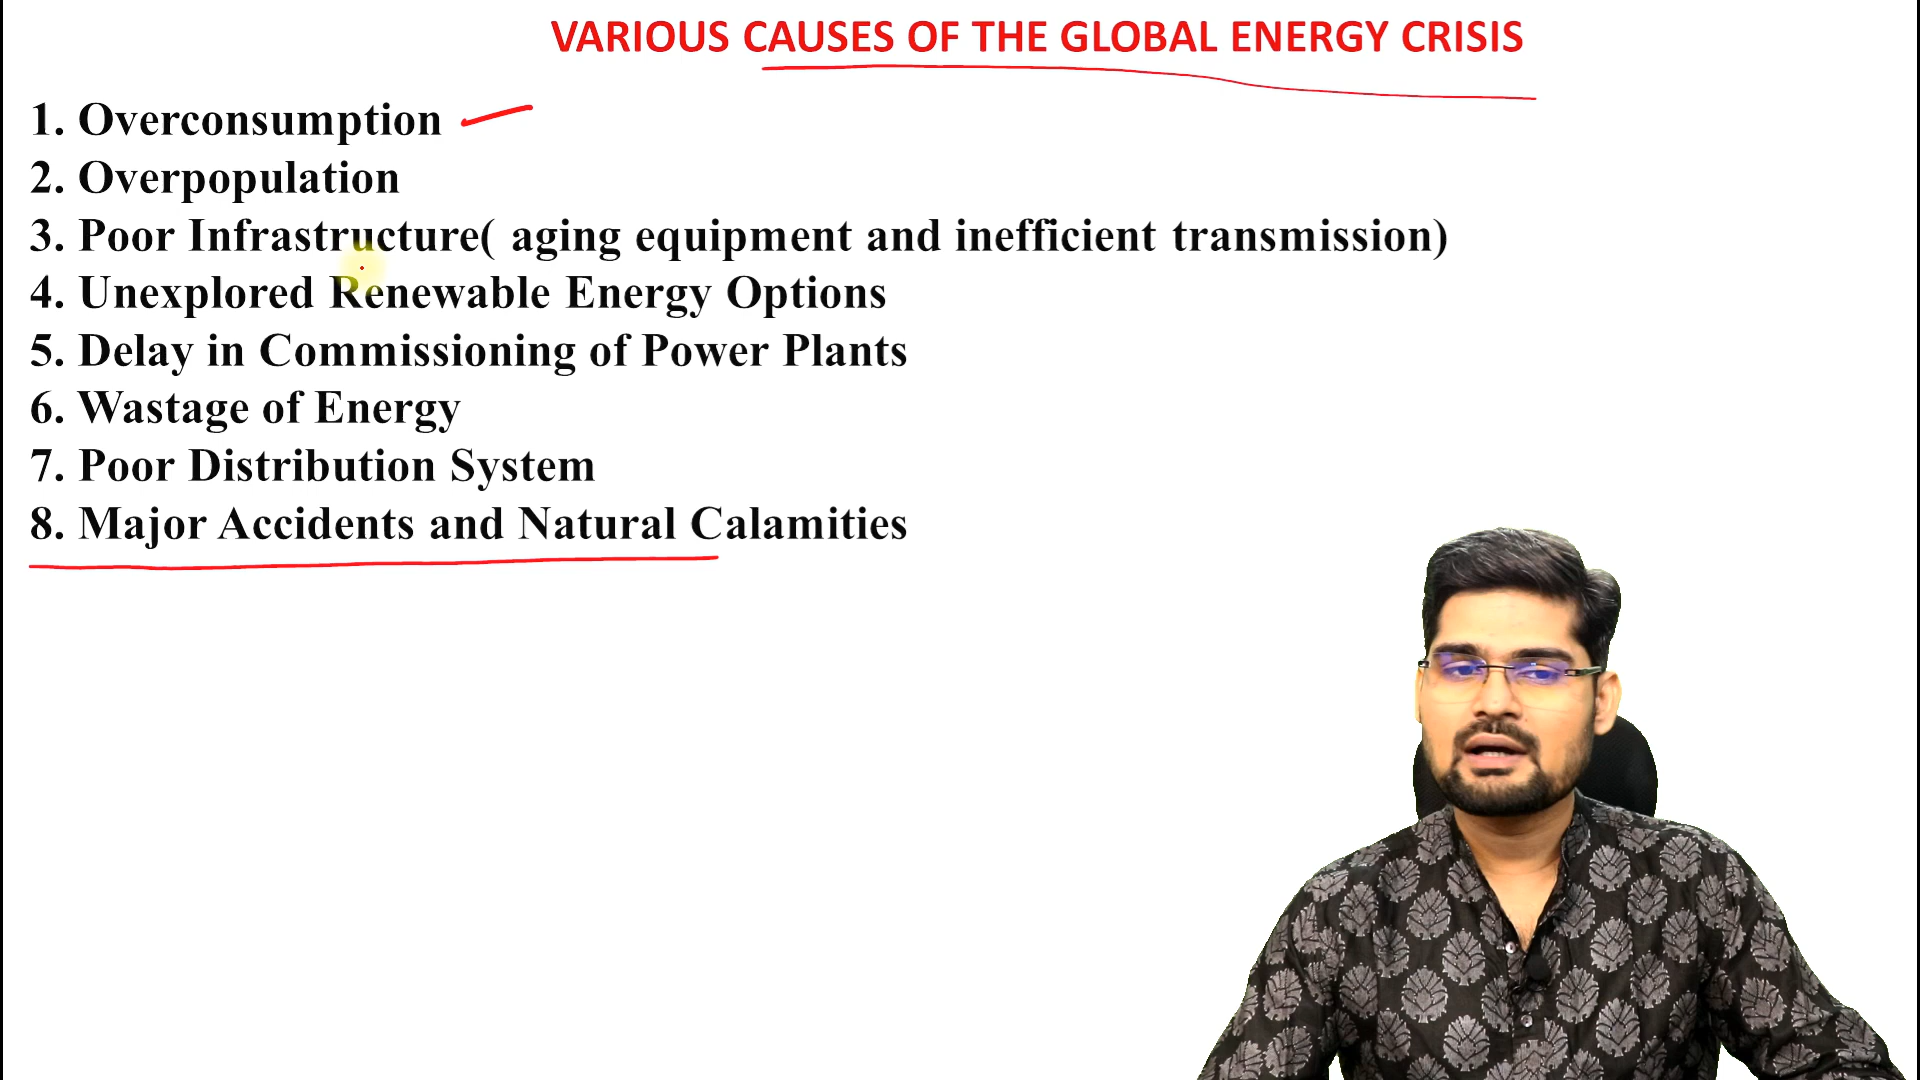 VARIOUS CAUSES OF THE GLOBAL ENERGY CRISIS
1. Overconsumption
2. Overpopulation
3. Poor Infrastructure( aging equipment and inefficient transmission)
4. Unexplored Renewable Energy Options
5. Delay in Commissioning of Power Plants
6. Wastage of Energy
7. Poor Distribution System
8. Major Accidents and Natural Calamities